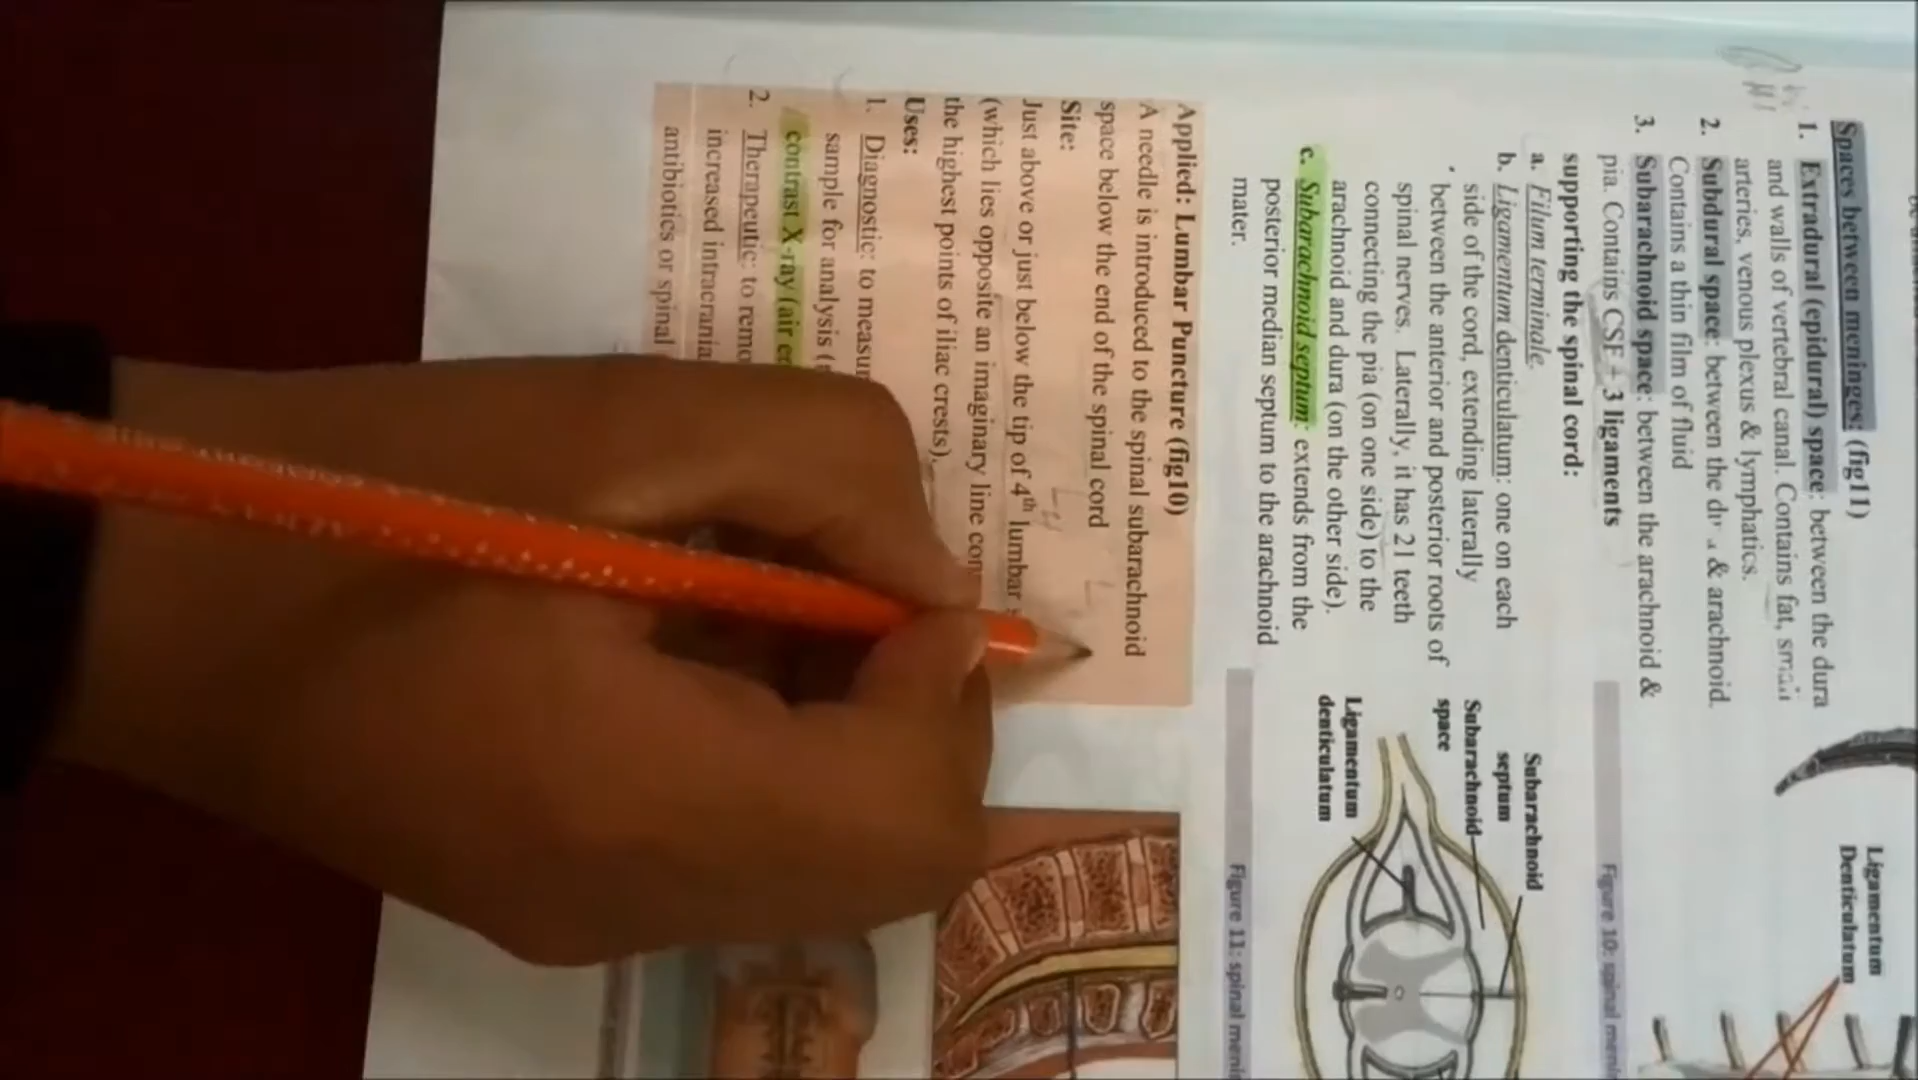 Spaces between meninges: (fig11)
1. Extradural (epidural) space: between the dura
and walls of vertebral canal. Contains fat, small
arteries, venous plexus & lymphatics.
2. Subdural space: between the & arachnoid.
Contains a thin film of fluid
3. Subarachnoid space: between the arachnoid &
pia. Contains CSF + 3 ligaments
supporting the spinal cord:
a. Filum terminale.
b. Ligamentum denticulatum: one on each
side of the cord, extending laterally
between the anterior and posterior roots of
spinal nerves. Laterally, it has 21 teeth
connecting the pia (on one side) to the
arachnoid and dura (on the other side).
c. Subarachnoid septum: extends from the
posterior median septum to the arachnoid
mater.
Applied: Lumbar Puncture (fig10)
A needle is introduced to the spinal subarachnoid
space below the end of the spinal cord
L4
Site:
Just above or just below the tip of 4th lumbar
(which lies opposite an imaginary line
the highest points of iliac crests).
Uses:
1. Diagnostic: to
sample for analysis
contrast X-ray (air
2. Therapeutic: to
increased
antibiotics or spinal
Ligamentum
Denticulatum
Figure 10: spinal
Subarachnoid
septum
Subarachnoid
space
Ligamentum
denticulatum
Figure 11: spinal